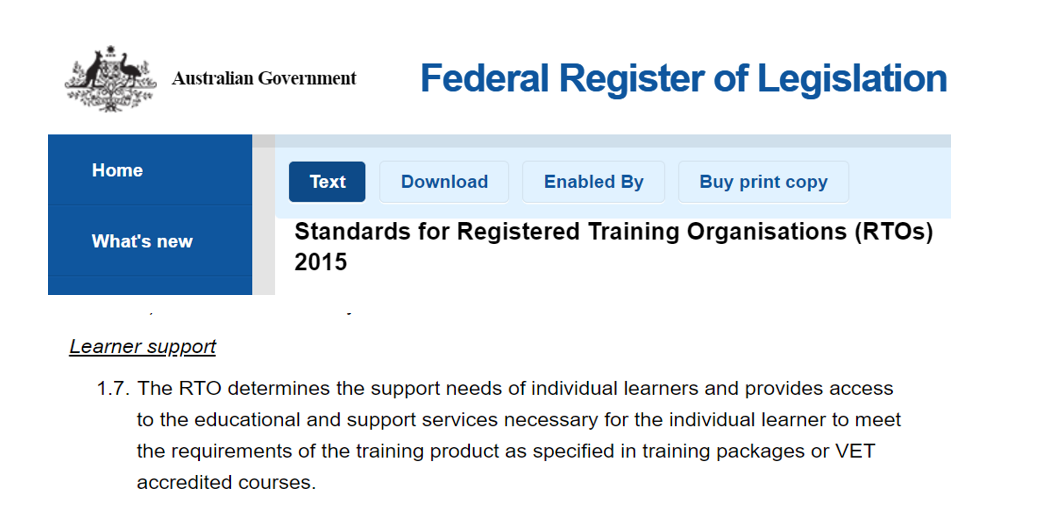 Australian Government
Federal Register of Legislation
Home
Text
Download
Enabled By
Buy print copy
What's new
Standards for Registered Training Organisations (RTOs)
2015
Learner support
1.7. The RTO determines the support needs of individual learners and provides access
to the educational and support services necessary for the individual learner to meet
the requirements of the training product as specified in training packages or VET
accredited courses.